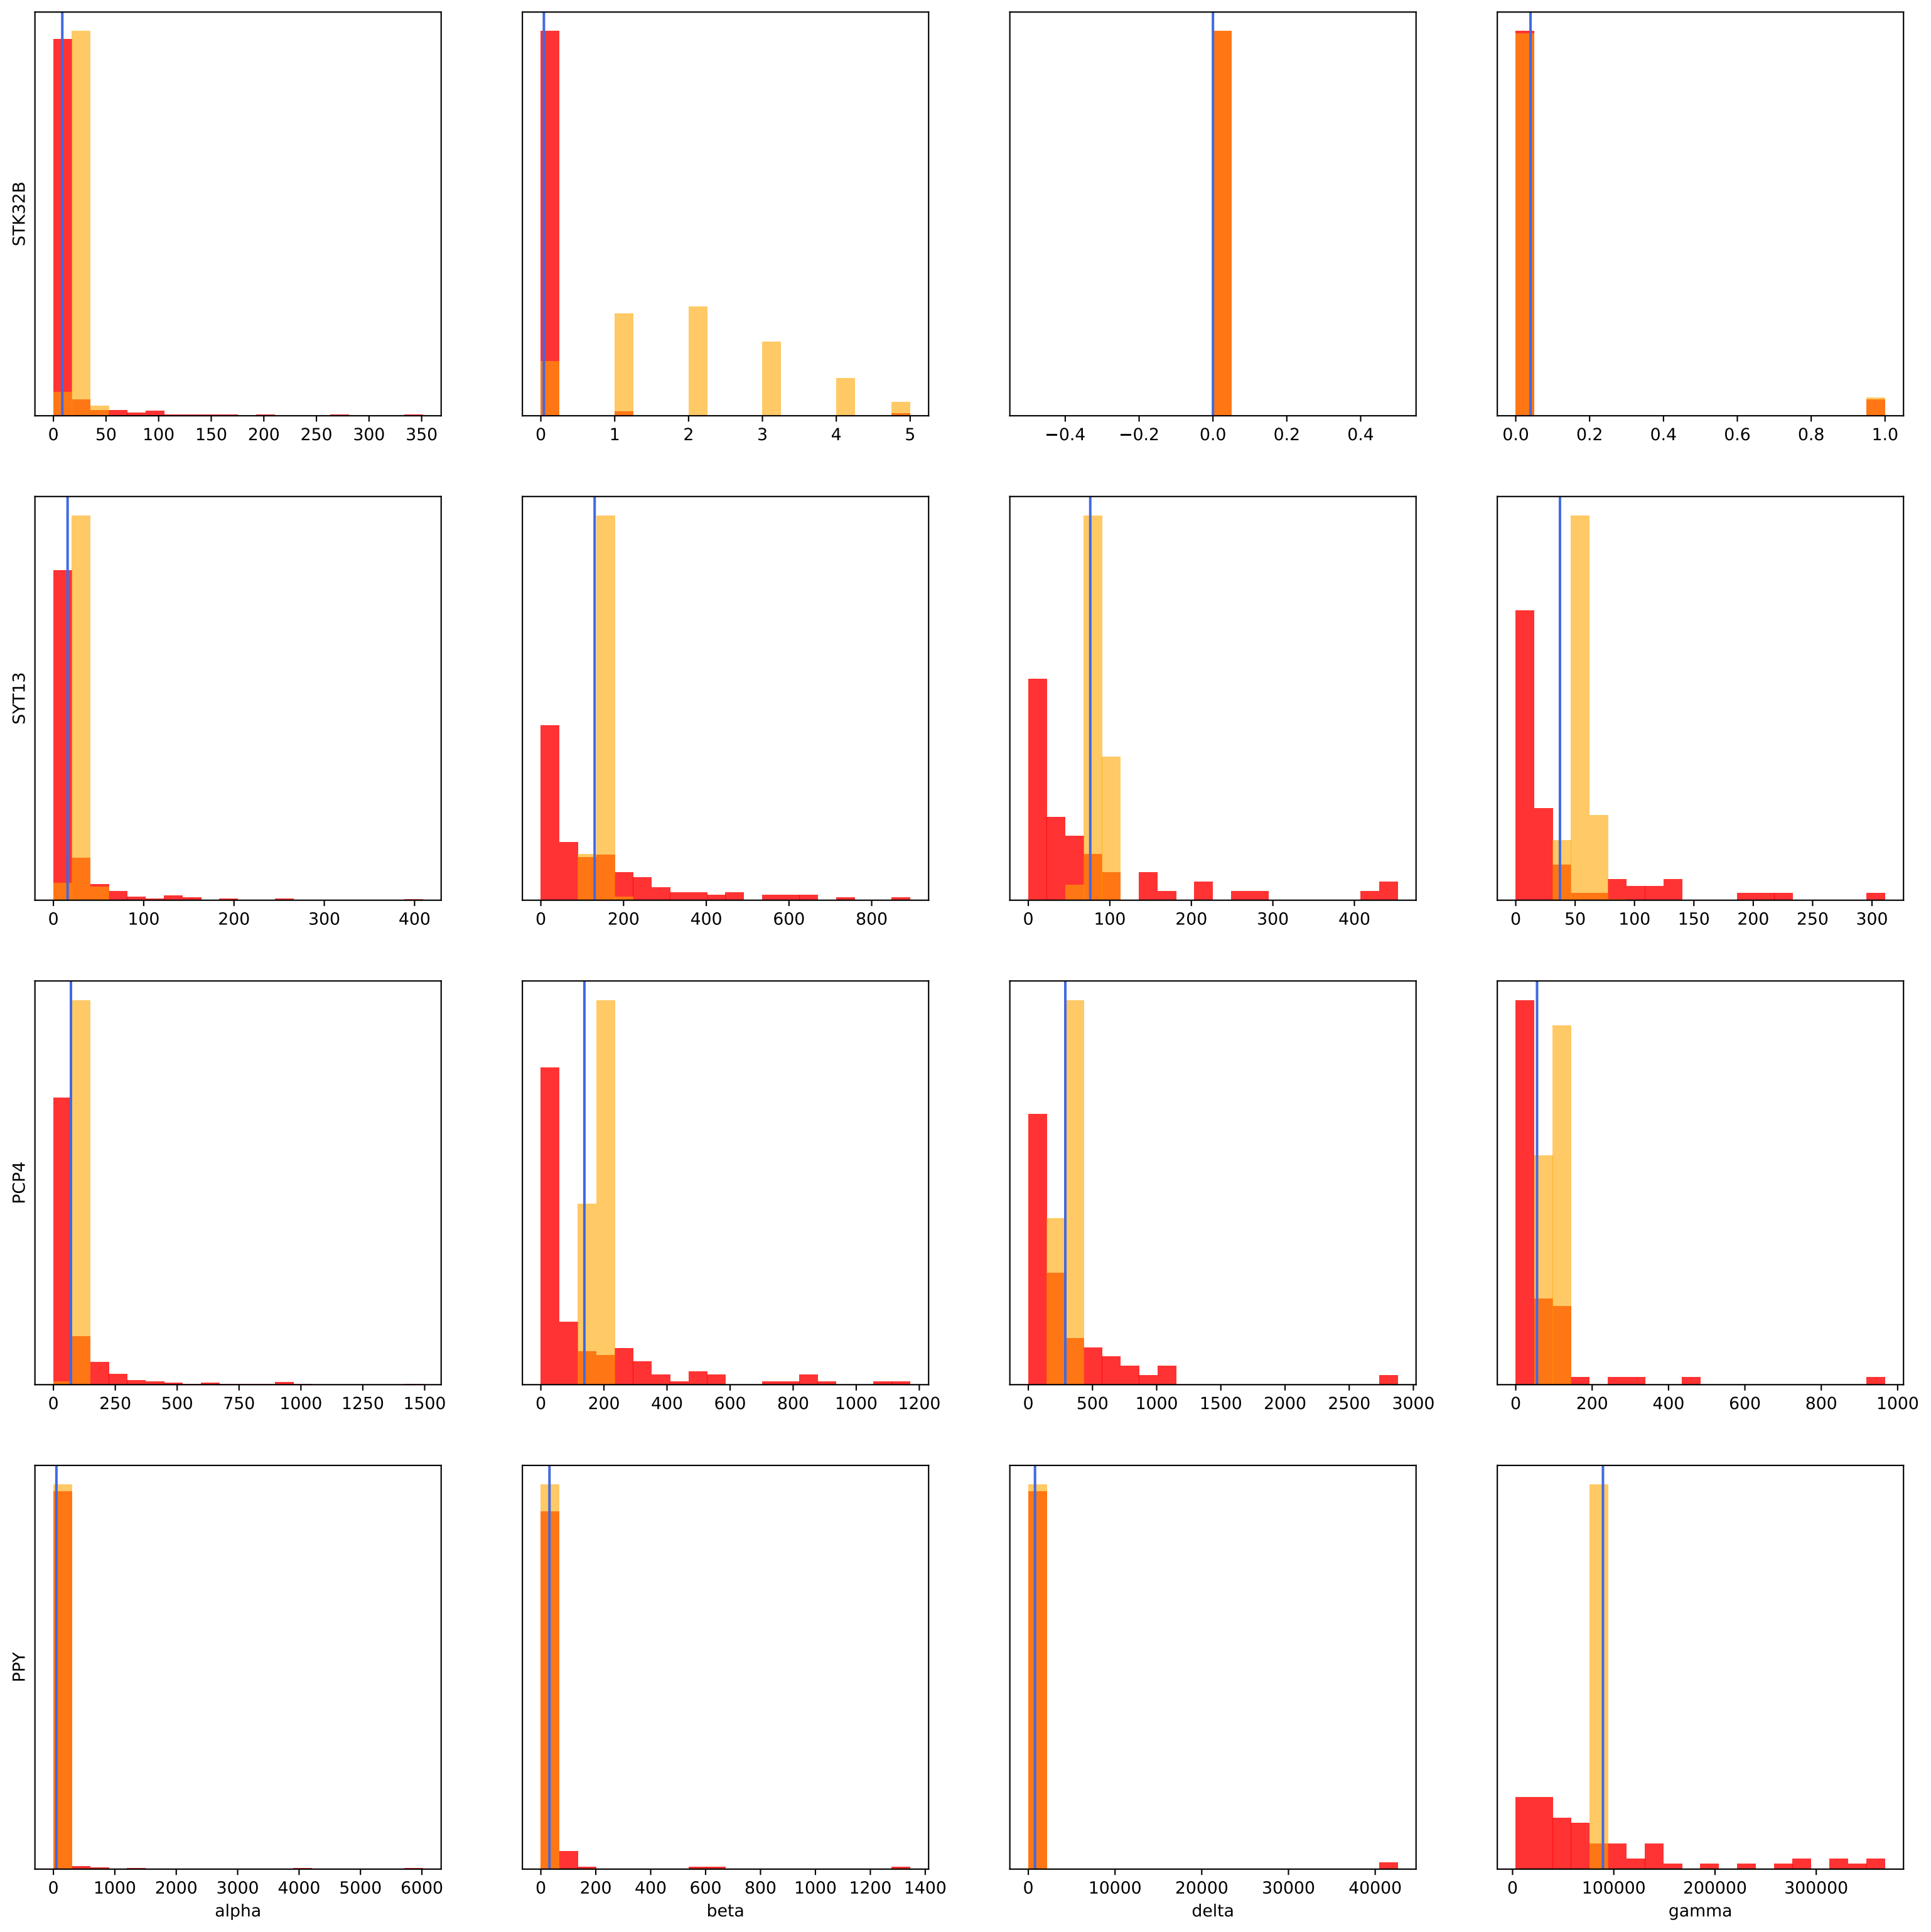 STK32B
0 50 100 150 200 250 300 350
0 1 2 3 4 5
−0.4 −0.2 0.0 0.2 0.4
0.0 0.2 0.4 0.6 0.8 1.0
SYT13
0 100 200 300 400
0 200 400 600 800
0 100 200 300 400
0 50 100 150 200 250 300
PCP4
0 250 500 750 1000 1250 1500
0 200 400 600 800 1000 1200
0 500 1000 1500 2000 2500 3000
0 200 400 600 800 1000
PPY
0 1000 2000 3000 4000 5000 6000
0 200 400 600 800 1000 1200 1400
0 10000 20000 30000 40000
0 100000 200000 300000
alpha
beta
delta
gamma